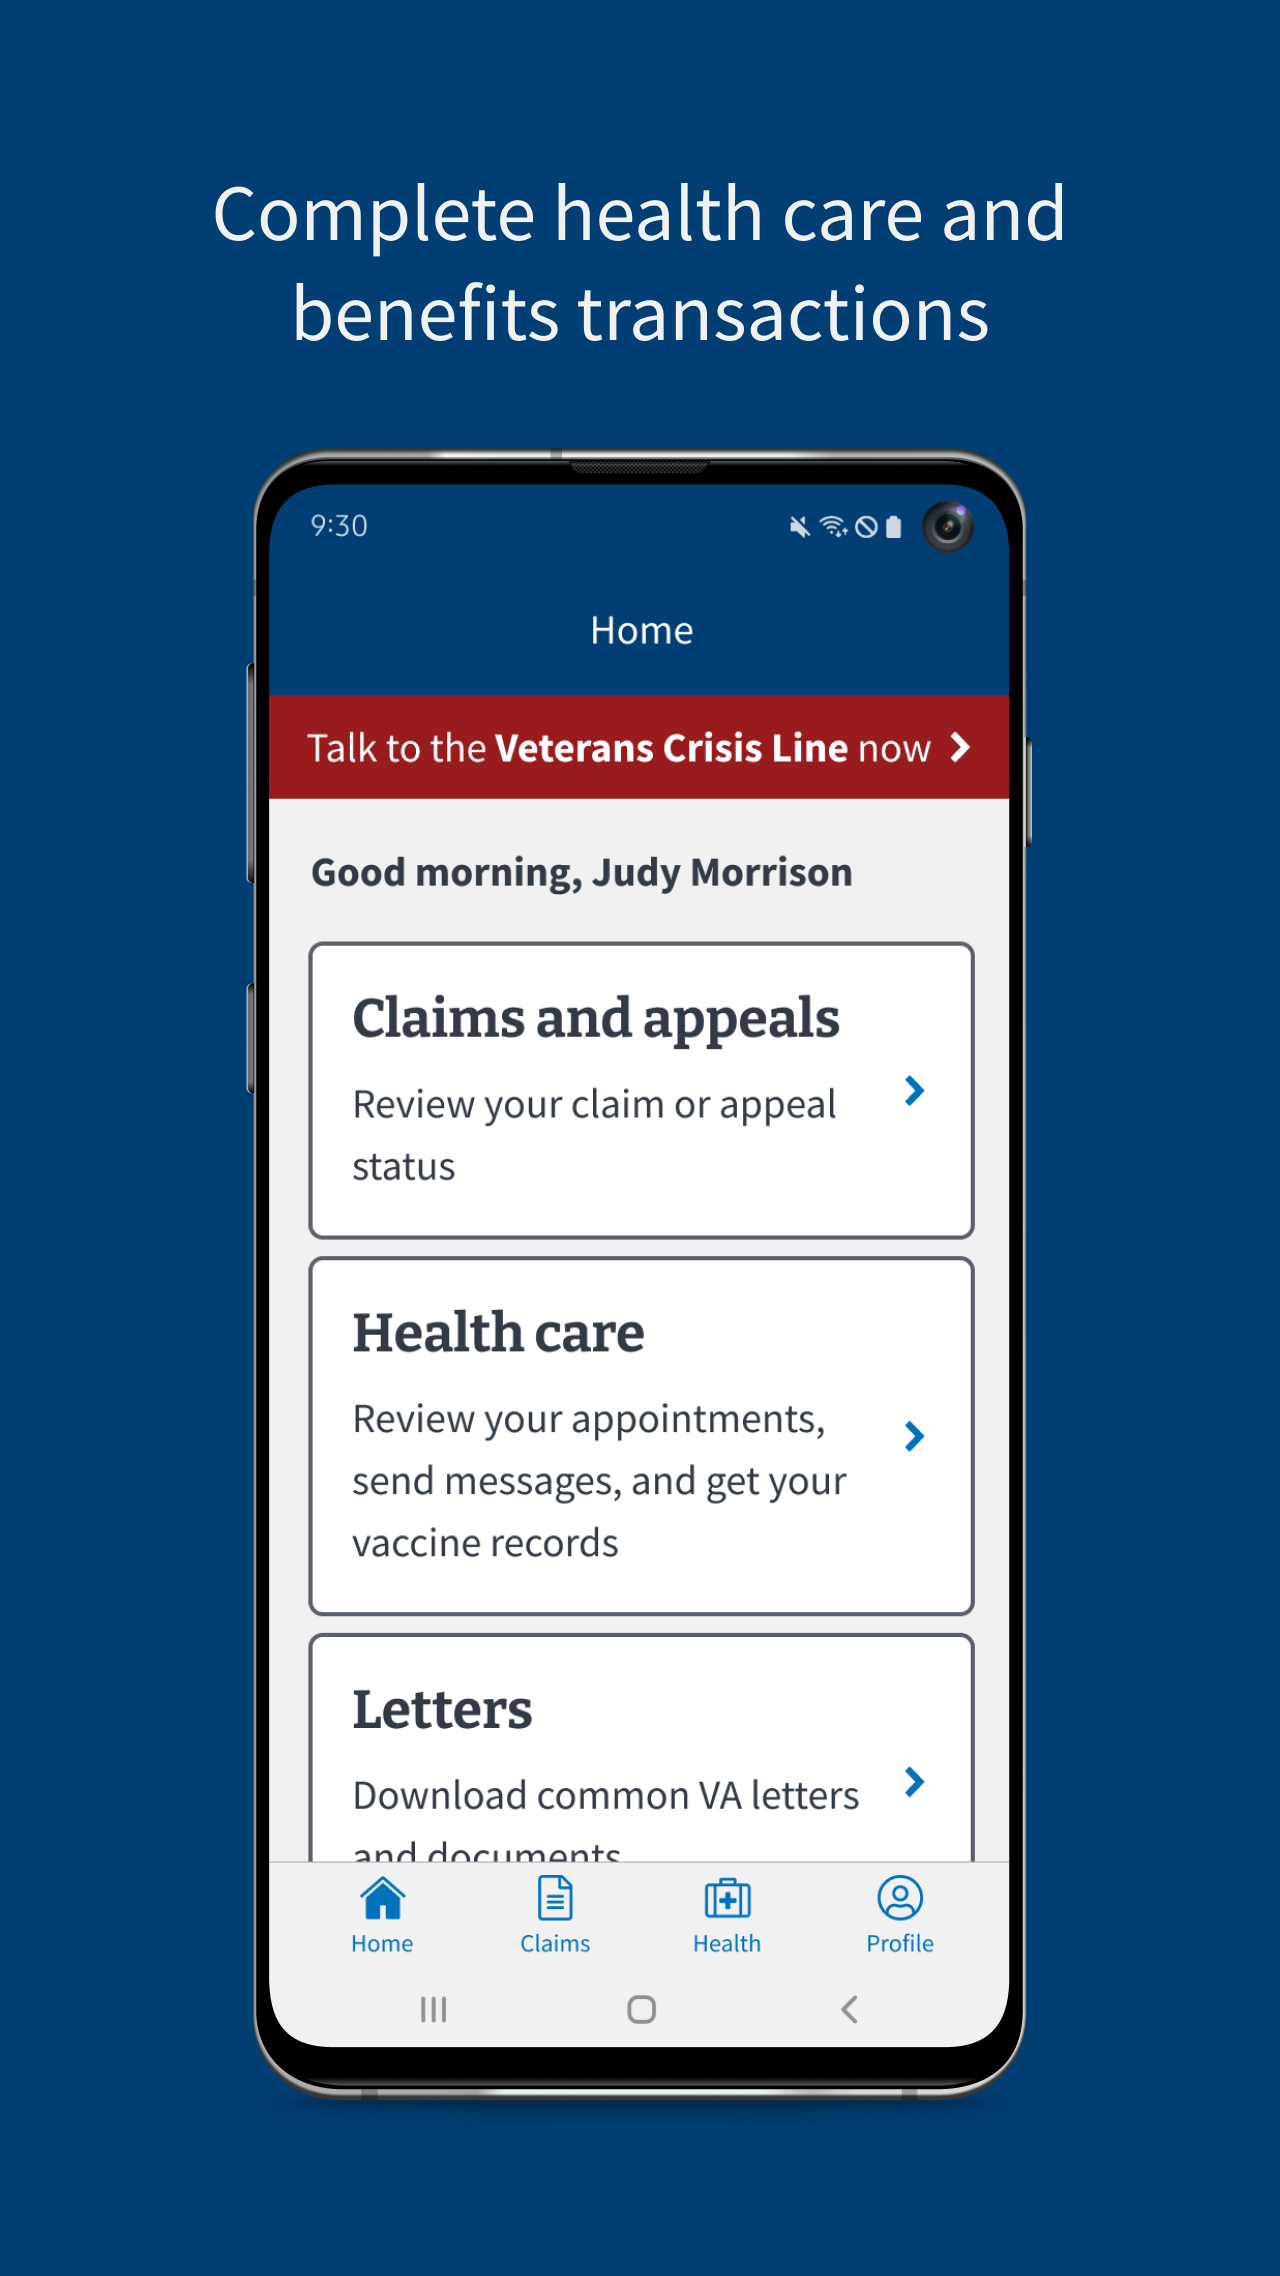 Complete health care and
benefits transactions
9:30
Home
Talk to the Veterans Crisis Line now
Good morning, Judy Morrison
Claims and appeals
Review your claim or appeal
status
Health care
Review your appointments,
send messages, and get your
vaccine records
Letters
Download common VA letters
and documents
Home
Claims
Health
Profile